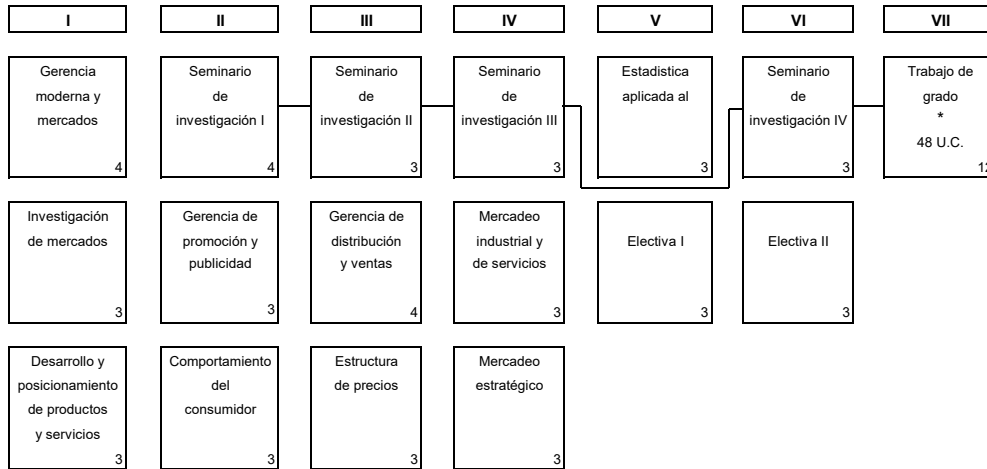 I II III IV V VI VII
Gerencia
moderna y
mercados
4
Seminario
de
investigación I
4
Seminario
de
investigación II
3
Seminario
de
investigación III
3
Estadistica
aplicada al
3
Seminario
de
investigación IV
3
Trabajo de
grado
*
48 U.C.
12
Investigación
de mercados
3
Gerencia de
promoción y
publicidad
3
Gerencia de
distribución
y ventas
4
Mercadeo
industrial y
de servicios
3
Electiva I
3
Electiva II
3
Desarrollo y
posicionamiento
de productos
y servicios
3
Comportamiento
del
consumidor
3
Estructura
de precios
3
Mercadeo
estratégico
3